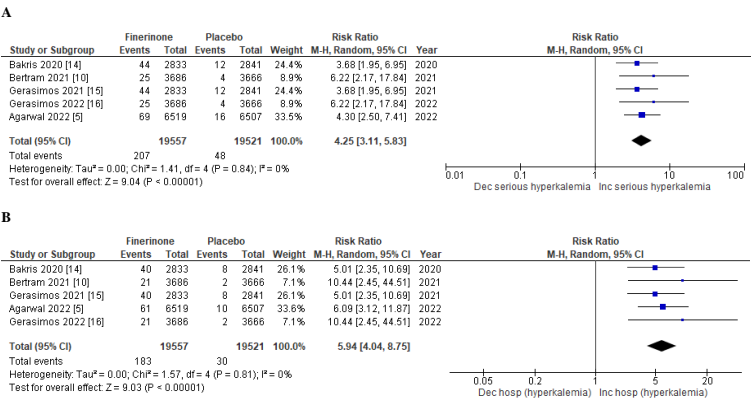 A
Finerinone Placebo Risk Ratio Risk Ratio
Study or Subgroup Events Total Events Total Weight M-H, Random, 95% CI Year M-H, Random, 95% CI
Bakris 2020 [14] 44 2833 12 2841 24.4% 3.68 [1.95, 6.95] 2020
Bertram 2021 [10] 25 3686 4 3666 8.9% 6.22 [2.17, 17.84] 2021
Gerasimos 2021 [15] 44 2833 12 2841 24.4% 3.68 [1.95, 6.95] 2021
Gerasimos 2022 [16] 25 3686 4 3666 8.9% 6.22 [2.17, 17.84] 2022
Agarwal 2022 [5] 69 6519 16 6507 33.5% 4.30 [2.50, 7.41] 2022
Total (95% CI) 19557 19521 100.0% 4.25 [3.11, 5.83]
Total events 207 48
Heterogeneity: Tau² = 0.00; Chi² = 1.41, df = 4 (P = 0.84); I² = 0%
Test for overall effect: Z = 9.04 (P < 0.00001)
0.01 0.1 1 10 100
Dec serious hyperkalemia Inc serious hyperkalemia
B
Finerinone Placebo Risk Ratio Risk Ratio
Study or Subgroup Events Total Events Total Weight M-H, Random, 95% CI Year M-H, Random, 95% CI
Bakris 2020 [14] 40 2833 8 2841 26.1% 5.01 [2.35, 10.69] 2020
Bertram 2021 [10] 21 3686 2 3666 7.1% 10.44 [2.45, 44.51] 2021
Gerasimos 2021 [15] 40 2833 8 2841 26.1% 5.01 [2.35, 10.69] 2021
Agarwal 2022 [5] 61 6519 10 6507 33.6% 6.09 [3.12, 11.87] 2022
Gerasimos 2022 [16] 21 3686 2 3666 7.1% 10.44 [2.45, 44.51] 2022
Total (95% CI) 19557 19521 100.0% 5.94 [4.04, 8.75]
Total events 183 30
Heterogeneity: Tau² = 0.00; Chi² = 1.57, df = 4 (P = 0.81); I² = 0%
Test for overall effect: Z = 9.03 (P < 0.00001)
0.05 0.2 1 5 20
Dec hosp (hyperkalemia) Inc hosp (hyperkalemia)